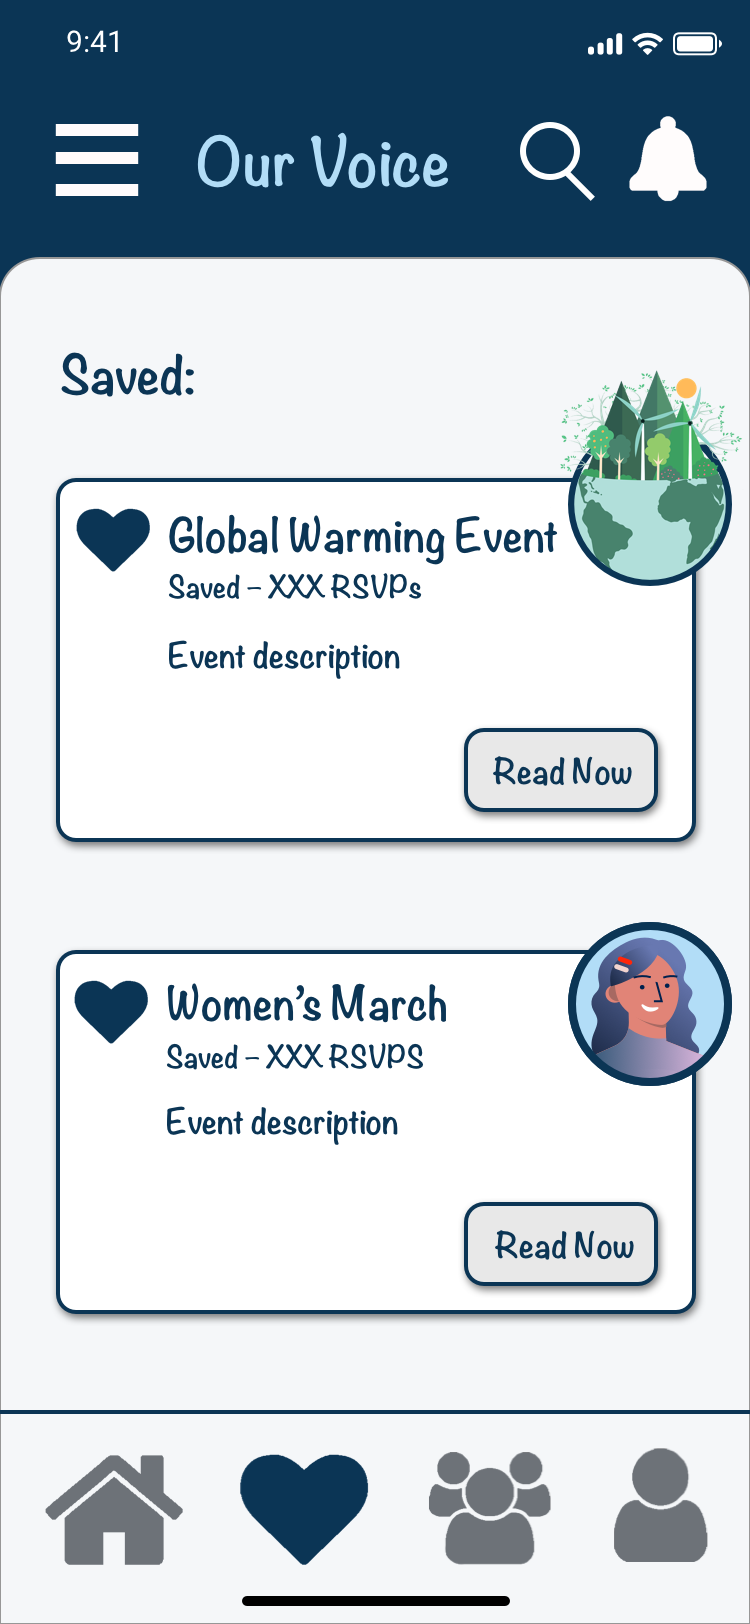 9:41
Our Voice
Saved:
Global Warming Event
Saved – XXX RSVPs
Event description
Read Now
Women’s March
Saved – XXX RSVPS
Event description
Read Now